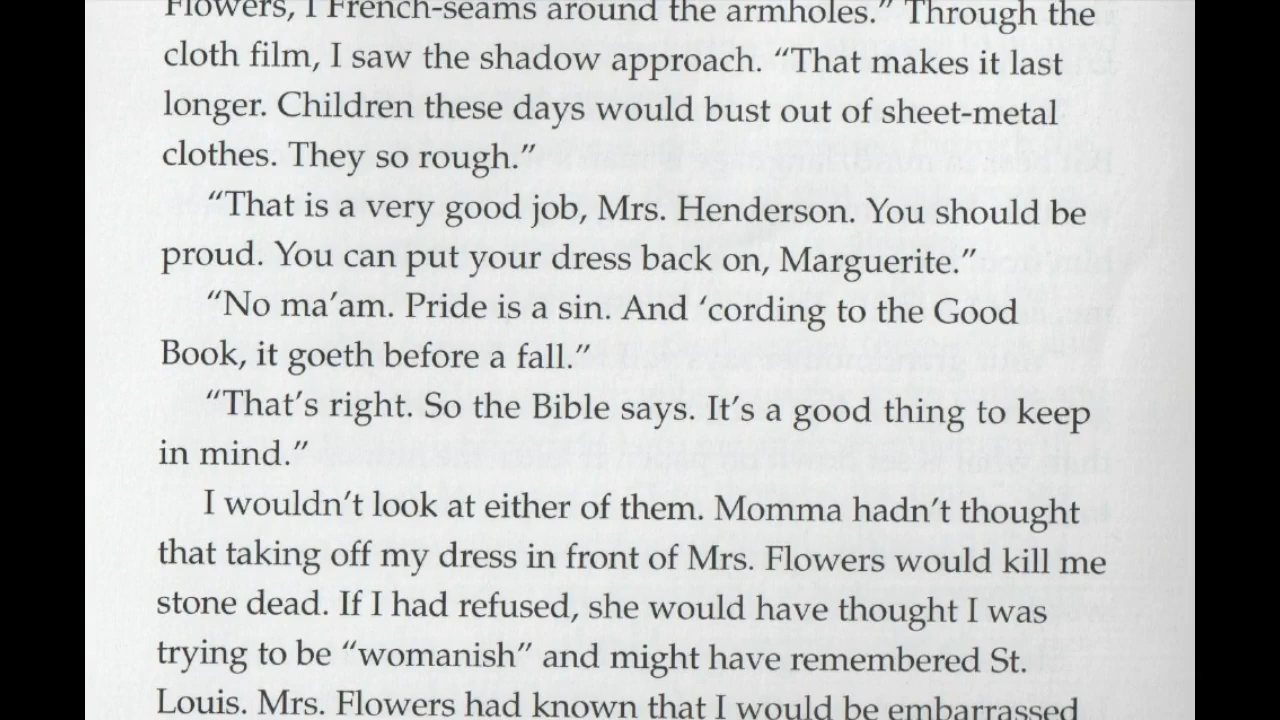 Flowers, I French-seams around the armholes.” Through the
cloth film, I saw the shadow approach. “That makes it last
longer. Children these days would bust out of sheet-metal
clothes. They so rough.”
“That is a very good job, Mrs. Henderson. You should be
proud. You can put your dress back on, Marguerite.”
“No ma’am. Pride is a sin. And ‘cording to the Good
Book, it goeth before a fall.”
“That’s right. So the Bible says. It’s a good thing to keep
in mind.”
I wouldn’t look at either of them. Momma hadn’t thought
that taking off my dress in front of Mrs. Flowers would kill me
stone dead. If I had refused, she would have thought I was
trying to be “womanish” and might have remembered St.
Louis. Mrs. Flowers had known that I would be embarrassed